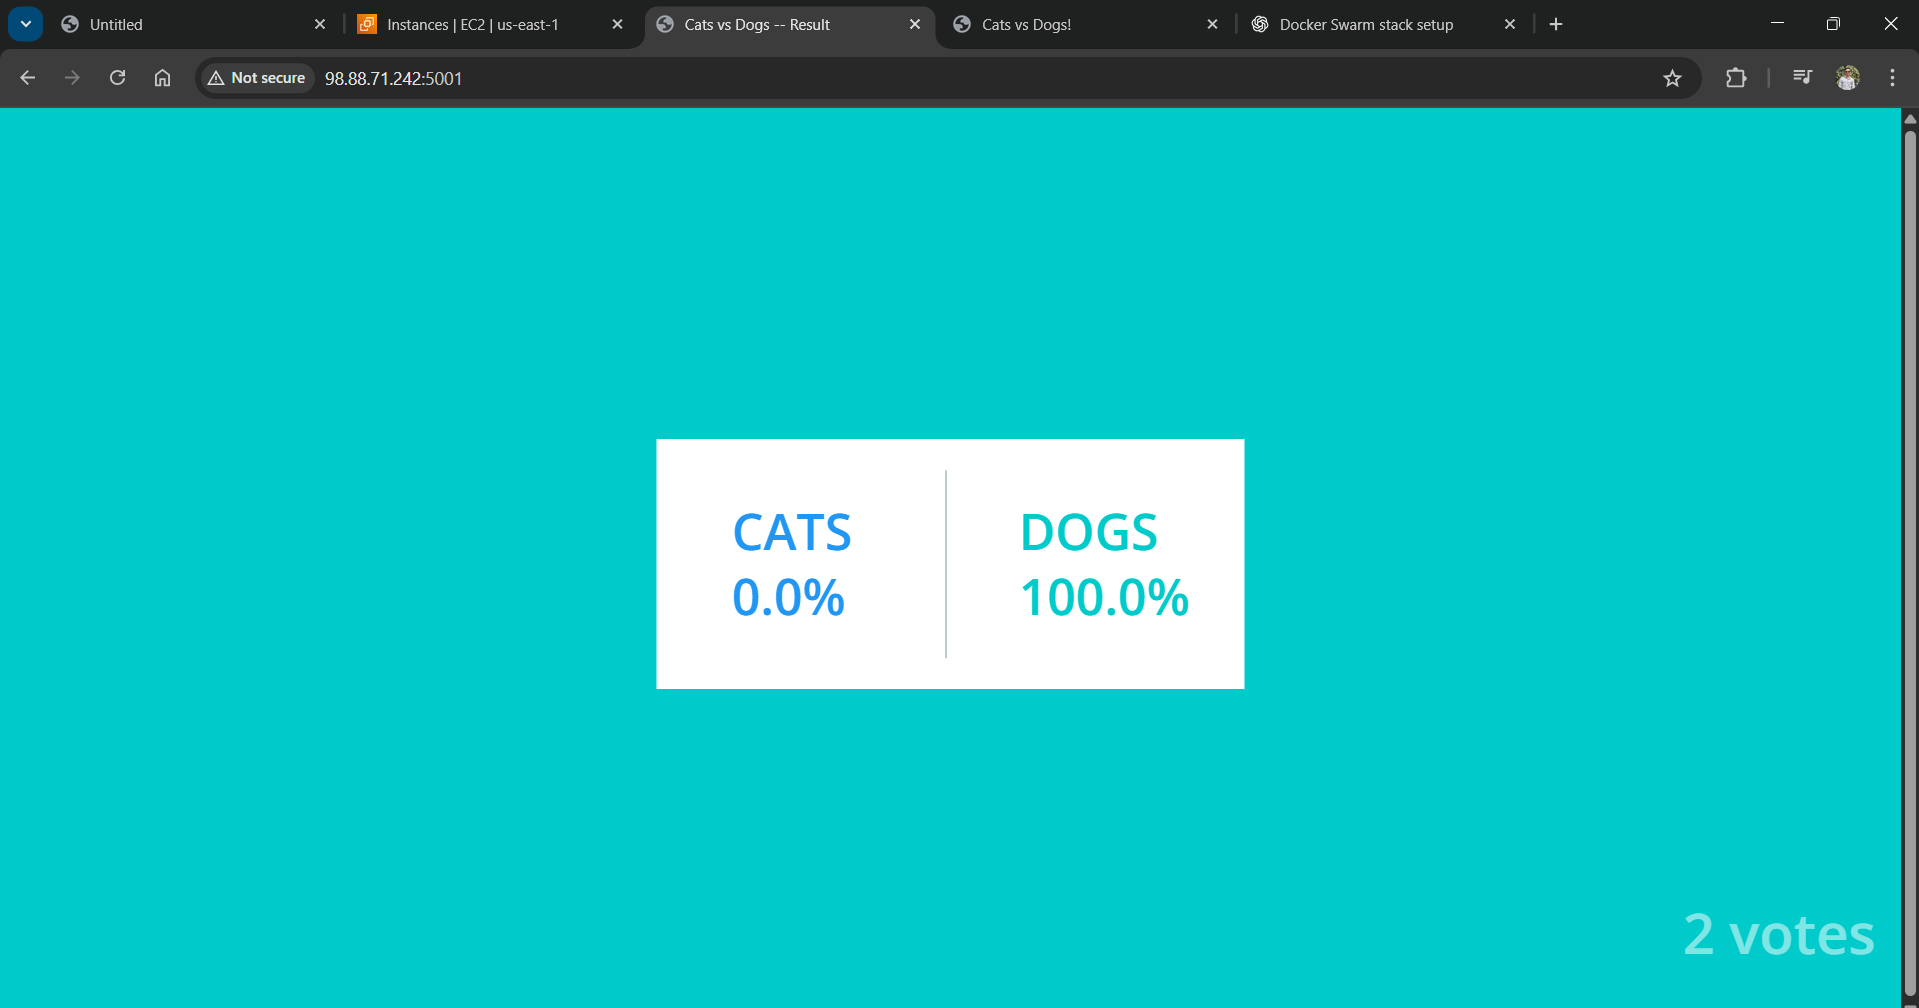 Untitled
Instances | EC2 | us-east-1
Cats vs Dogs -- Result
Cats vs Dogs!
Docker Swarm stack setup
Not secure
98.88.71.242:5001
CATS
0.0%
DOGS
100.0%
2 votes